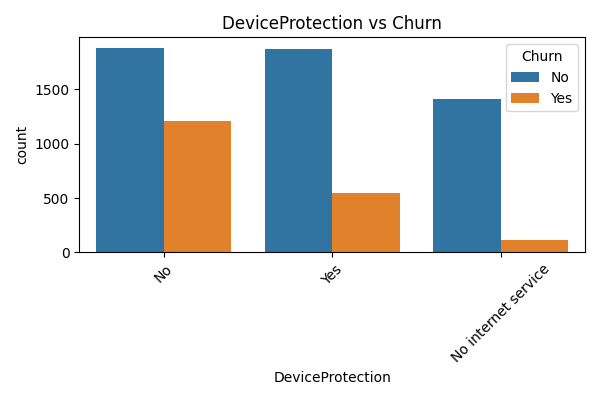 DeviceProtection vs Churn
Churn
No
Yes
count
1500
1000
500
0
No
Yes
No internet service
DeviceProtection